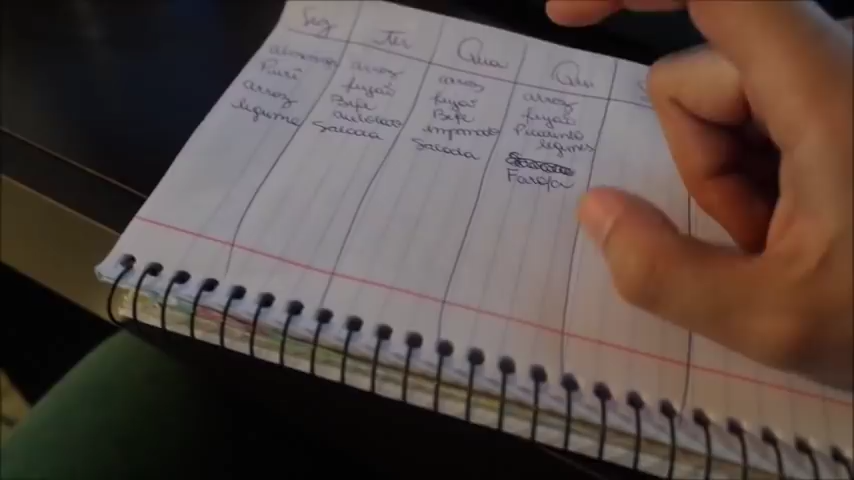 Seg
Purê
arroz
legume
Ter
arroz
feijão
Bife
Salada
Qua
arroz
feijão
Bife
empanado
Salada
Qui
arroz
feijão
legumes
Farofa